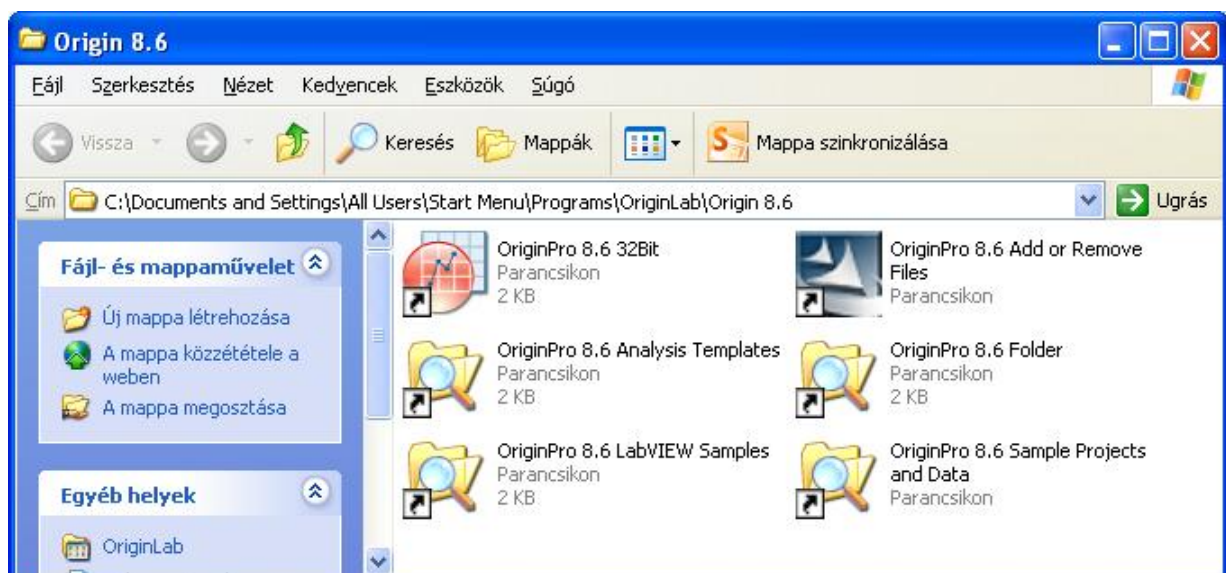 Origin 8.6
Fájl Szerkesztés Nézet Kedvencek Eszközök Súgó
Vissza Keresés Mappák Mappa szinkronizálása
Cím C:\Documents and Settings\All Users\Start Menu\Programs\OriginLab\Origin 8.6 Ugrás
Fájl- és mappaművelet
Új mappa létrehozása
A mappa közzététele a
weben
A mappa megosztása
Egyéb helyek
OriginLab
OriginPro 8.6 32Bit
Parancsikon
2 KB
OriginPro 8.6 Add or Remove
Files
Parancsikon
OriginPro 8.6 Analysis Templates
Parancsikon
2 KB
OriginPro 8.6 Folder
Parancsikon
2 KB
OriginPro 8.6 LabVIEW Samples
Parancsikon
2 KB
OriginPro 8.6 Sample Projects
and Data
Parancsikon